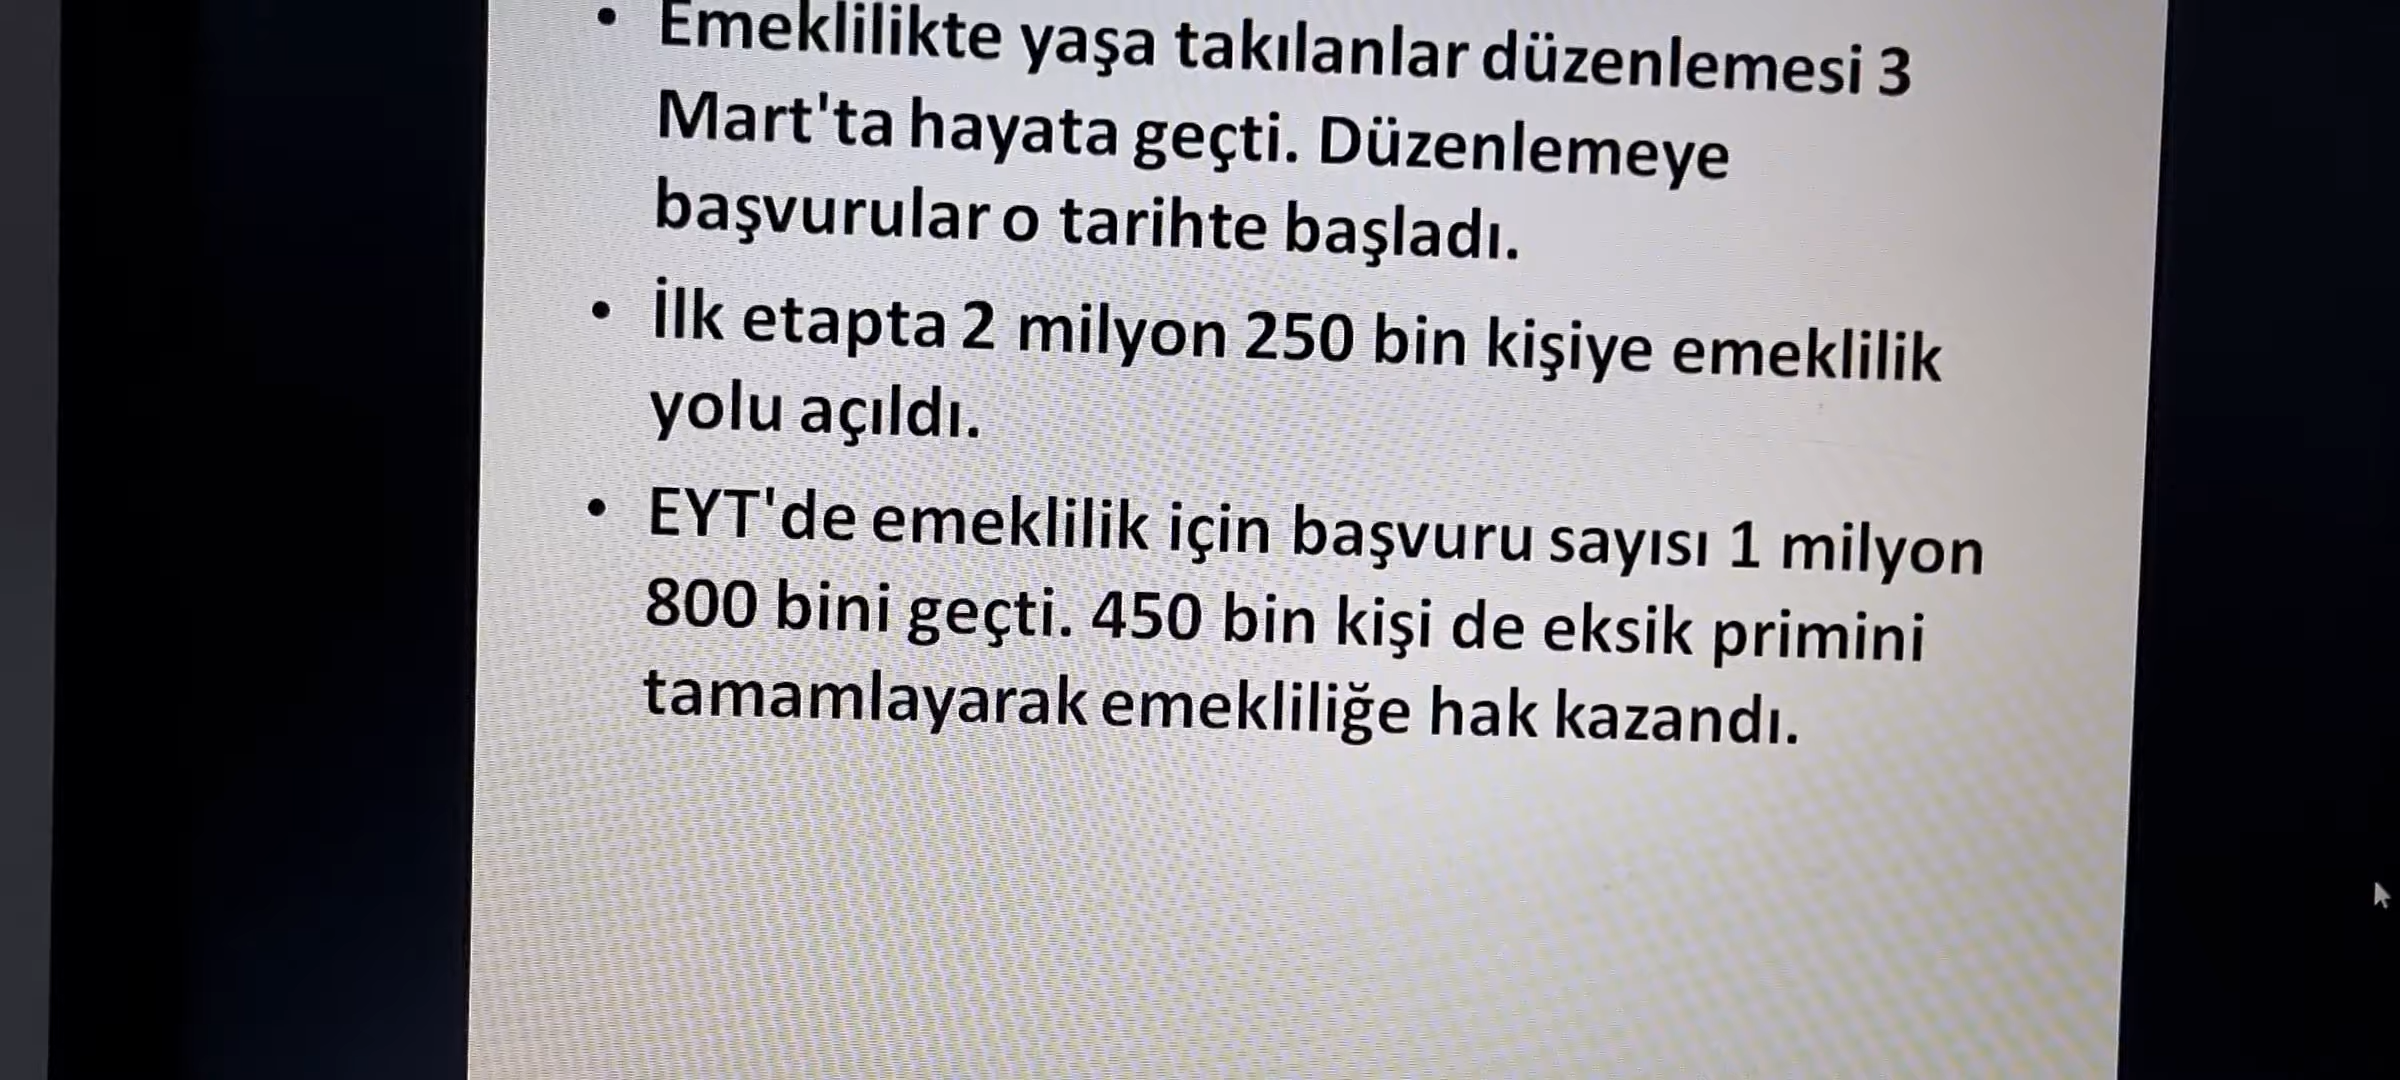 • Emeklilikte yaşa takılanlar düzenlemesi 3
Mart'ta hayata geçti. Düzenlemeye
başvurular o tarihte başladı.
• İlk etapta 2 milyon 250 bin kişiye emeklilik
yolu açıldı.
• EYT'de emeklilik için başvuru sayısı 1 milyon
800 bini geçti. 450 bin kişi de eksik primini
tamamlayarak emekliliğe hak kazandı.